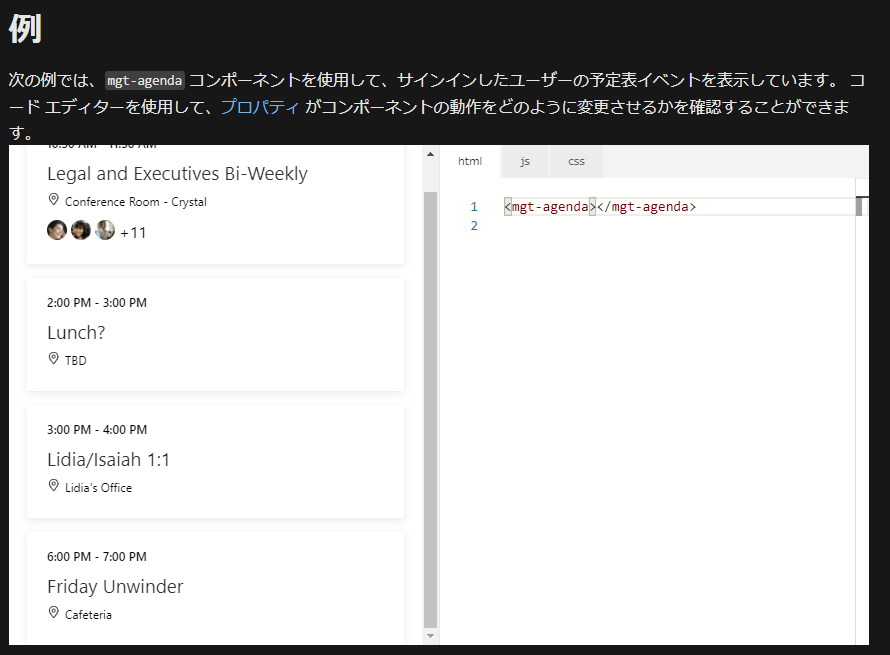 例
次の例では、mgt-agenda コンポーネントを使用して、サインインしたユーザーの予定表イベントを表示しています。 コ
ード エディターを使用して、プロパティ がコンポーネントの動作をどのように変更させるかを確認することができま
す。
10:30 AM - 11:30 AM
Legal and Executives Bi-Weekly
Conference Room - Crystal
+11
2:00 PM - 3:00 PM
Lunch?
TBD
3:00 PM - 4:00 PM
Lidia/Isaiah 1:1
Lidia's Office
6:00 PM - 7:00 PM
Friday Unwinder
Cafeteria
html js css
1 <mgt-agenda></mgt-agenda>
2